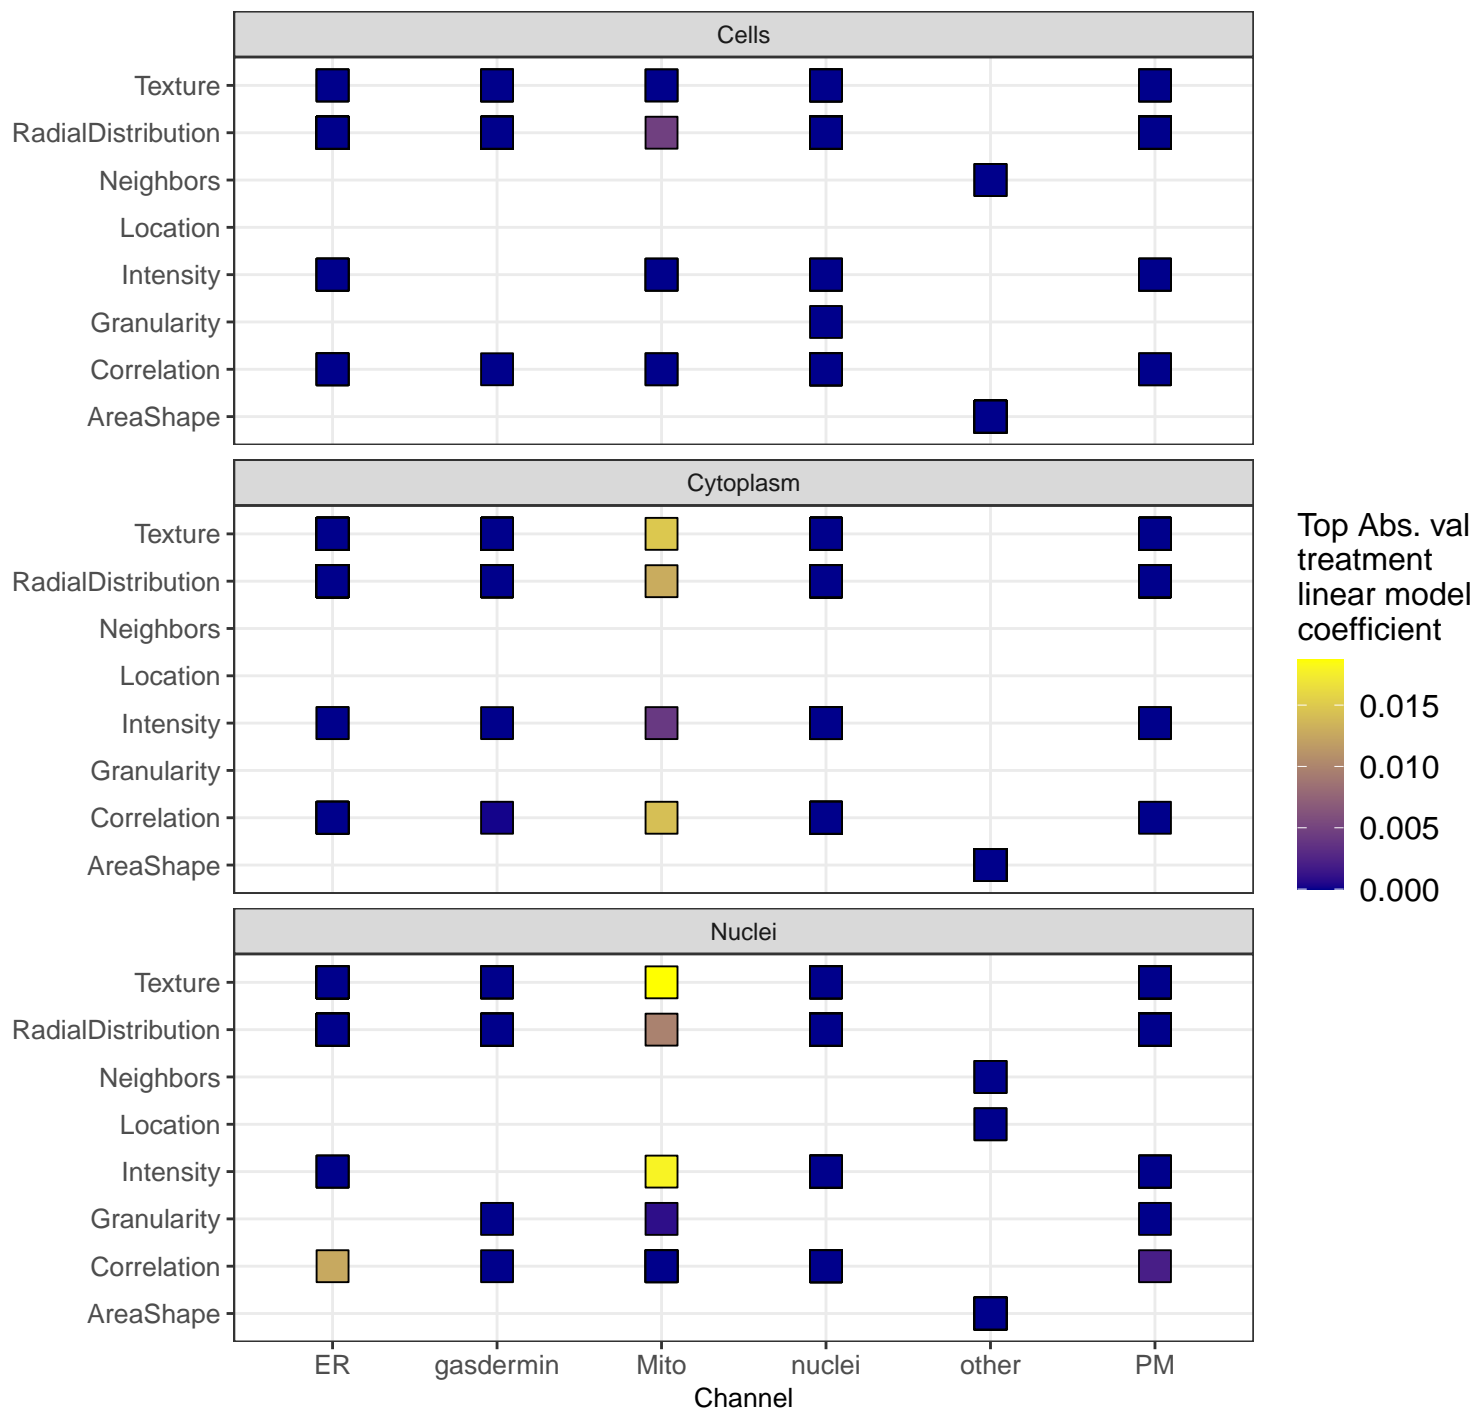 Cells
Texture
RadialDistribution
Neighbors
Location
Intensity
Granularity
Correlation
AreaShape
Cytoplasm
Texture
RadialDistribution
Neighbors
Location
Intensity
Granularity
Correlation
AreaShape
Nuclei
Texture
RadialDistribution
Neighbors
Location
Intensity
Granularity
Correlation
AreaShape
ER gasdermin Mito nuclei other PM
Channel
Top Abs. val
treatment
linear model
coefficient
0.015
0.010
0.005
0.000